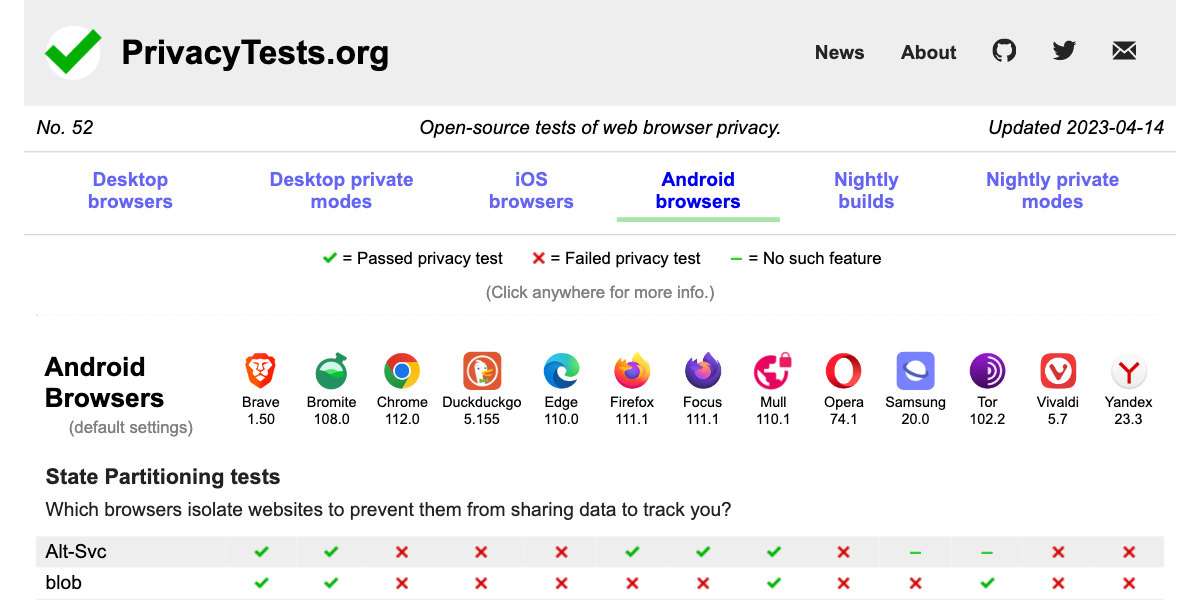 PrivacyTests.org
News About
No. 52 Open-source tests of web browser privacy. Updated 2023-04-14
Desktop browsers Desktop private modes iOS browsers Android browsers Nightly builds Nightly private modes
= Passed privacy test = Failed privacy test = No such feature
(Click anywhere for more info.)
Android
Browsers
(default settings)
Brave Bromite Chrome Duckduckgo Edge Firefox Focus Mull Opera Samsung Tor Vivaldi Yandex
1.50 108.0 112.0 5.155 110.0 111.1 111.1 110.1 74.1 20.0 102.2 5.7 23.3
State Partitioning tests
Which browsers isolate websites to prevent them from sharing data to track you?
Alt-Svc
blob